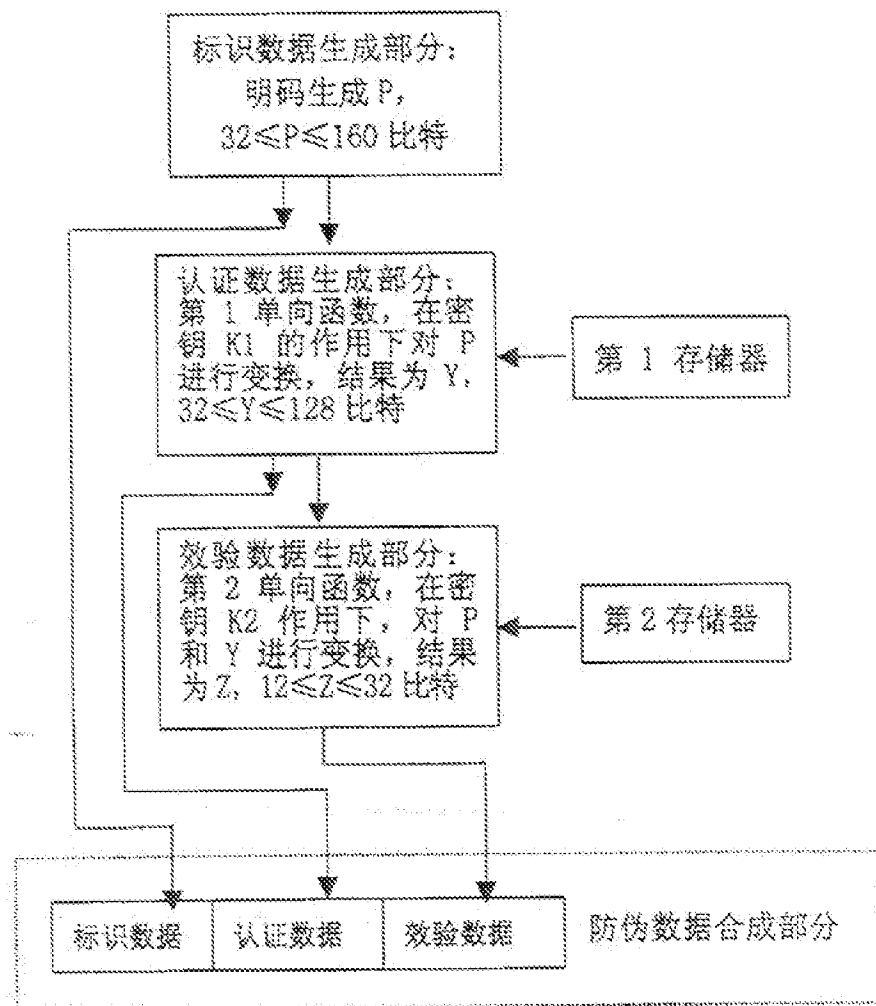 标识数据生成部分：
明码生成 P，
32≤P≤160 比特
认证数据生成部分：
第 1 单向函数，在密
钥 K1 的作用下对 P
进行变换，结果为 Y，
32≤Y≤128 比特
第 1 存储器
效验数据生成部分：
第 2 单向函数，在密
钥 K2 作用下，对 P
和 Y 进行变换，结果
为 Z，12≤Z≤32 比特
第 2 存储器
标识数据
认证数据
效验数据
防伪数据合成部分